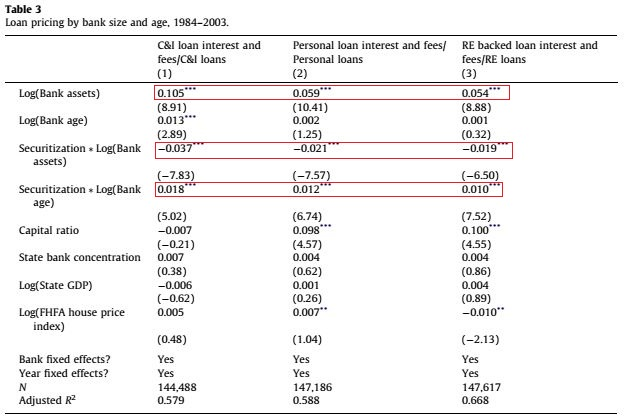 Table 3
Loan pricing by bank size and age, 1984–2003.
C&I loan interest and Personal loan interest and fees/ RE backed loan interest and
fees/C&I loans Personal loans fees/RE loans
(1) (2) (3)
Log(Bank assets) 0.105*** 0.059*** 0.054***
(8.91) (10.41) (8.88)
Log(Bank age) 0.013*** 0.002 0.001
(2.89) (1.25) (0.32)
Securitization * Log(Bank −0.037*** −0.021*** −0.019***
assets)
(−7.83) (−7.57) (−6.50)
Securitization * Log(Bank 0.018*** 0.012*** 0.010***
age)
(5.02) (6.74) (7.52)
Capital ratio −0.007 0.098*** 0.100***
(−0.21) (4.57) (4.55)
State bank concentration 0.007 0.004 0.004
(0.38) (0.62) (0.86)
Log(State GDP) −0.006 0.001 0.004
(−0.62) (0.26) (0.89)
Log(FHFA house price 0.005 0.007** −0.010**
index)
(0.48) (1.04) (−2.13)
Bank fixed effects? Yes Yes Yes
Year fixed effects? Yes Yes Yes
N 144,488 147,186 147,617
Adjusted R² 0.579 0.588 0.668